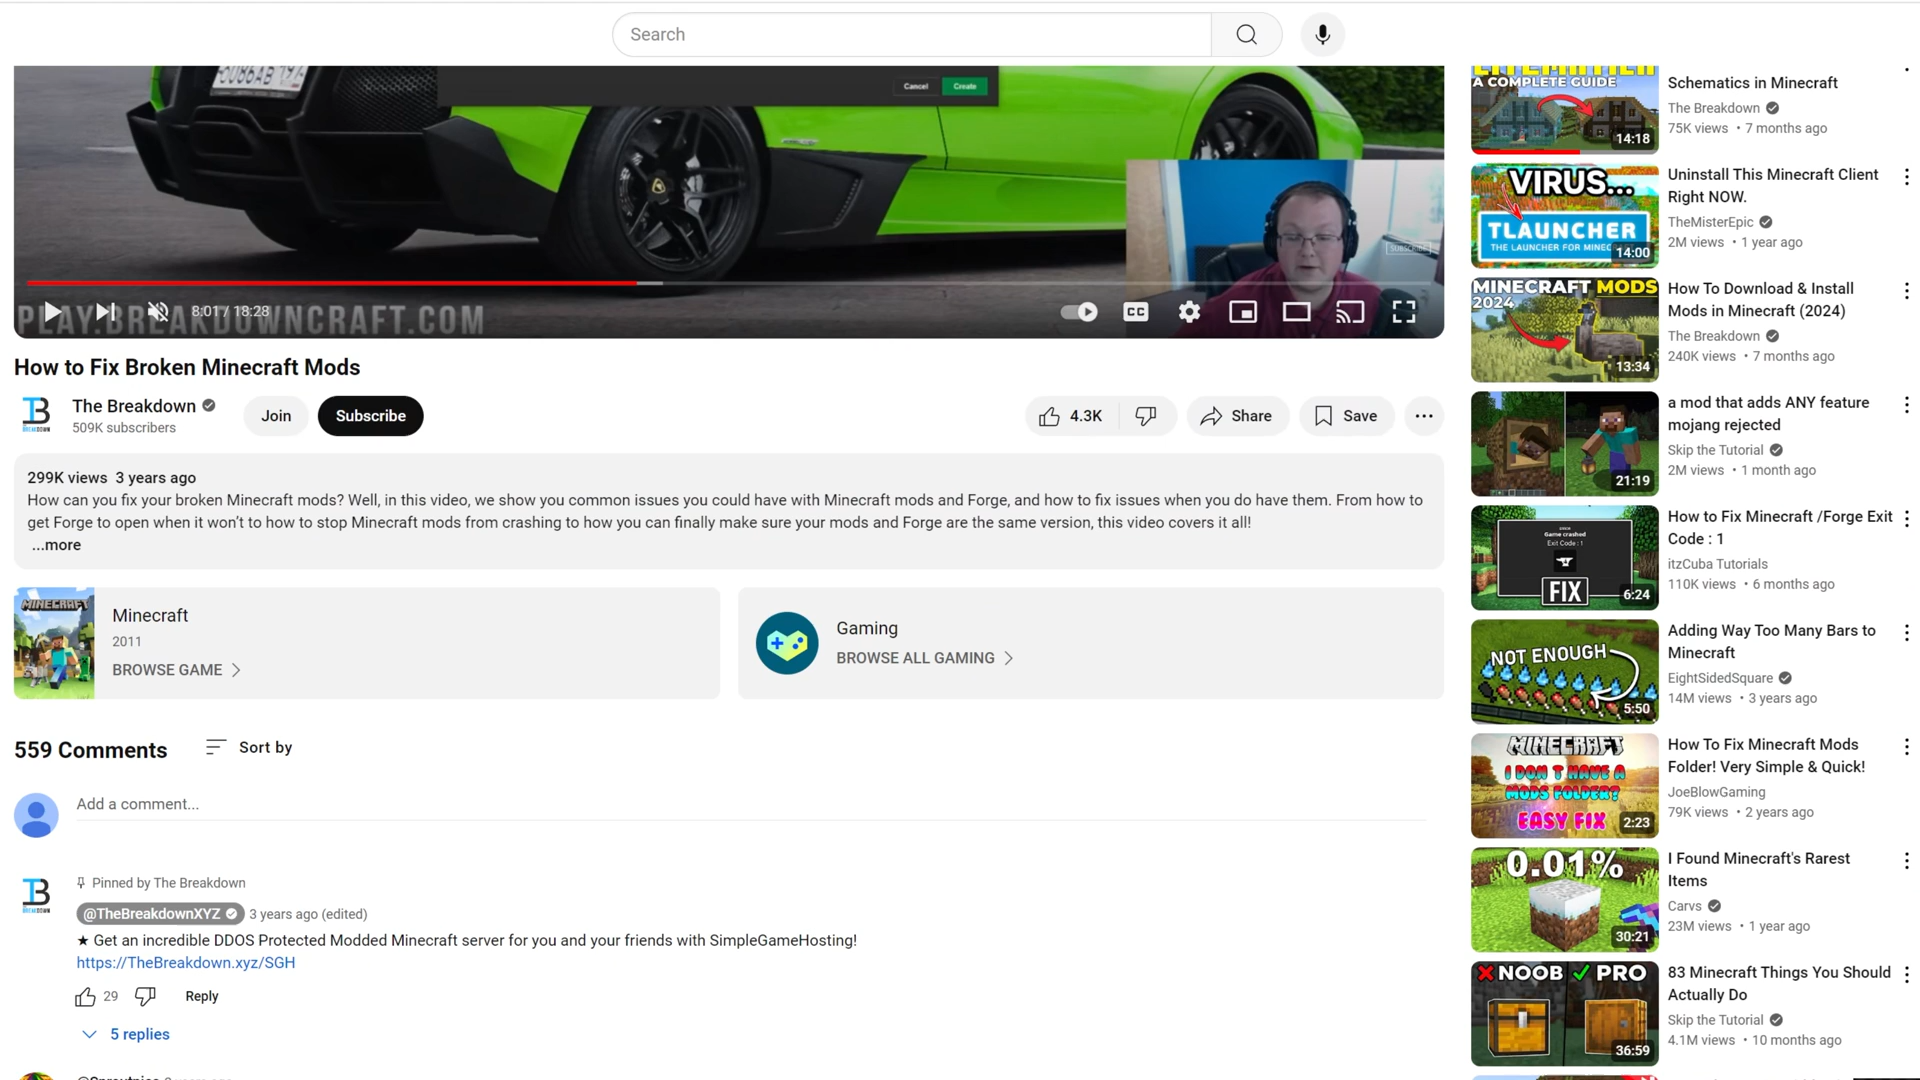 Search
Cancel
Create
SUBSCRIBE
PLAY.BREAKDOWNCRAFT.COM
8:01 / 18:28
CC
How to Fix Broken Minecraft Mods
The Breakdown
509K subscribers
Join
Subscribe
4.3K
Share
Save
299K views 3 years ago
How can you fix your broken Minecraft mods? Well, in this video, we show you common issues you could have with Minecraft mods and Forge, and how to fix issues when you do have them. From how to
get Forge to open when it won't to how to stop Minecraft mods from crashing to how you can finally make sure your mods and Forge are the same version, this video covers it all!
...more
MINECRAFT
Minecraft
2011
BROWSE GAME
Gaming
BROWSE ALL GAMING
559 Comments
Sort by
Add a comment...
Pinned by The Breakdown
@TheBreakdownXYZ 3 years ago (edited)
★ Get an incredible DDOS Protected Modded Minecraft server for you and your friends with SimpleGameHosting!
https://TheBreakdown.xyz/SGH
29
Reply
5 replies
A COMPLETE GUIDE
14:18
Schematics in Minecraft
The Breakdown
75K views • 7 months ago
VIRUS...
TLAUNCHER
THE LAUNCHER FOR
14:00
Uninstall This Minecraft Client
Right NOW.
TheMisterEpic
2M views • 1 year ago
MINECRAFT MODS
2024
13:34
How To Download & Install
Mods in Minecraft (2024)
The Breakdown
240K views • 7 months ago
21:19
a mod that adds ANY feature
mojang rejected
Skip the Tutorial
2M views • 1 month ago
Game crashed
Exit Code : 1
FIX
6:24
How to Fix Minecraft /Forge Exit
Code : 1
itzCuba Tutorials
110K views • 6 months ago
NOT ENOUGH
5:50
Adding Way Too Many Bars to
Minecraft
EightSidedSquare
14M views • 3 years ago
MINECRAFT
I DON'T HAVE A
MODS FOLDER?
EASY FIX
2:23
How To Fix Minecraft Mods
Folder! Very Simple & Quick!
JoeBlowGaming
79K views • 2 years ago
0.01%
30:21
I Found Minecraft's Rarest
Items
Carvs
23M views • 1 year ago
NOOB PRO
36:59
83 Minecraft Things You Should
Actually Do
Skip the Tutorial
4.1M views • 10 months ago